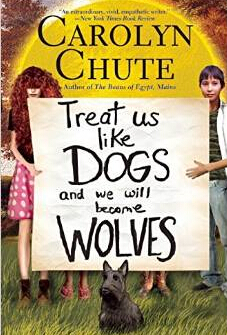 "An extraordinary, vivid, empathetic writer."
—New York Times Book Review
CAROLYN
CHUTE
Author of The Beans of Egypt, Maine
Treat us
like
DOGS
and we will
become
WOLVES